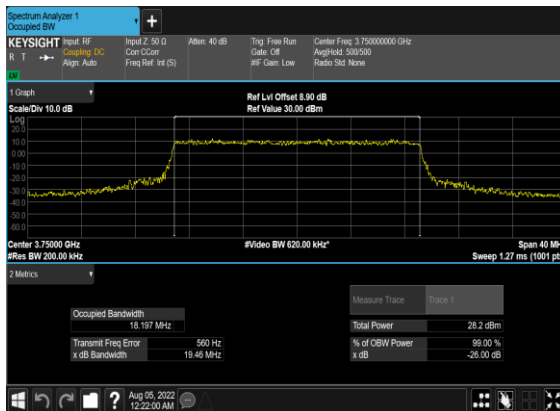 Spectrum Analyzer 1
Occupied BW
KEYSIGHT
R T
Input: RF
Coupling: DC
Align: Auto
Input Z: 50 Ω
Corr CCorr
Freq Ref: Int (S)
Atten: 40 dB
Trig: Free Run
Gate: Off
#IF Gain: Low
Center Freq: 3.750000000 GHz
Avg|Hold: 500/500
Radio Std: None
1 Graph
Scale/Div 10.0 dB
Ref Lvl Offset 8.90 dB
Ref Value 30.00 dBm
Log
20.0
10.0
0.00
-10.0
-20.0
-30.0
-40.0
-50.0
-60.0
Center 3.75000 GHz
#Res BW 200.00 kHz
#Video BW 620.00 kHz*
Span 40 MH
Sweep 1.27 ms (1001 pts
2 Metrics
Measure Trace
Trace 1
Occupied Bandwidth
18.197 MHz
Total Power
28.2 dBm
Transmit Freq Error
560 Hz
% of OBW Power
99.00 %
x dB Bandwidth
19.46 MHz
x dB
-26.00 dB
?
Aug 05, 2022
12:22:00 AM